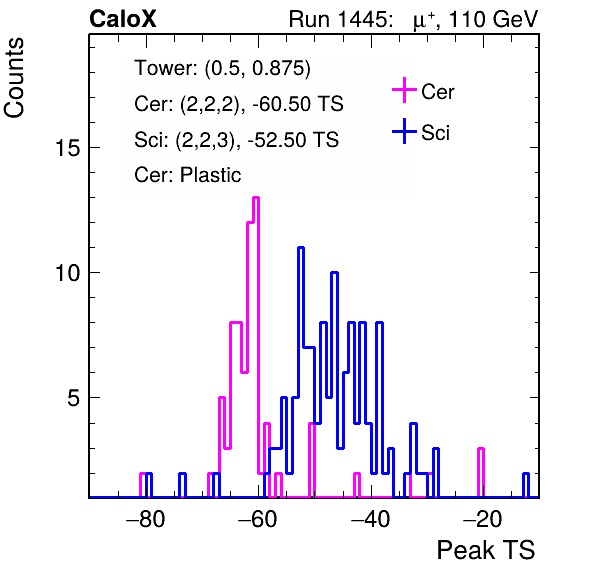 CaloX Run 1445: μ⁺, 110 GeV
Counts
Tower: (0.5, 0.875)
Cer: (2,2,2), -60.50 TS
Sci: (2,2,3), -52.50 TS
Cer: Plastic
Cer
Sci
15
10
5
−80 −60 −40 −20
Peak TS